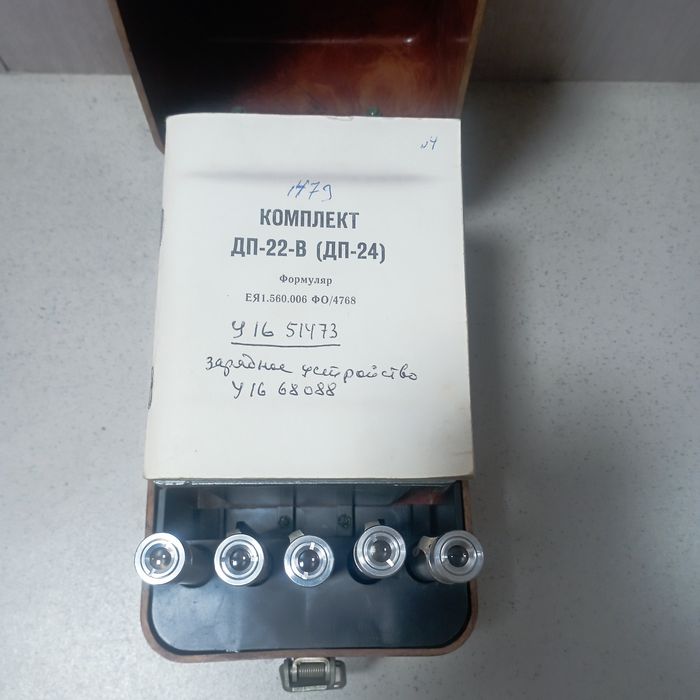 №4
1479
КОМПЛЕКТ
ДП-22-В (ДП-24)
Формуляр
ЕЯ1.560.006 ФО/4768
У16 51473
зарядное устройство
У16 68088